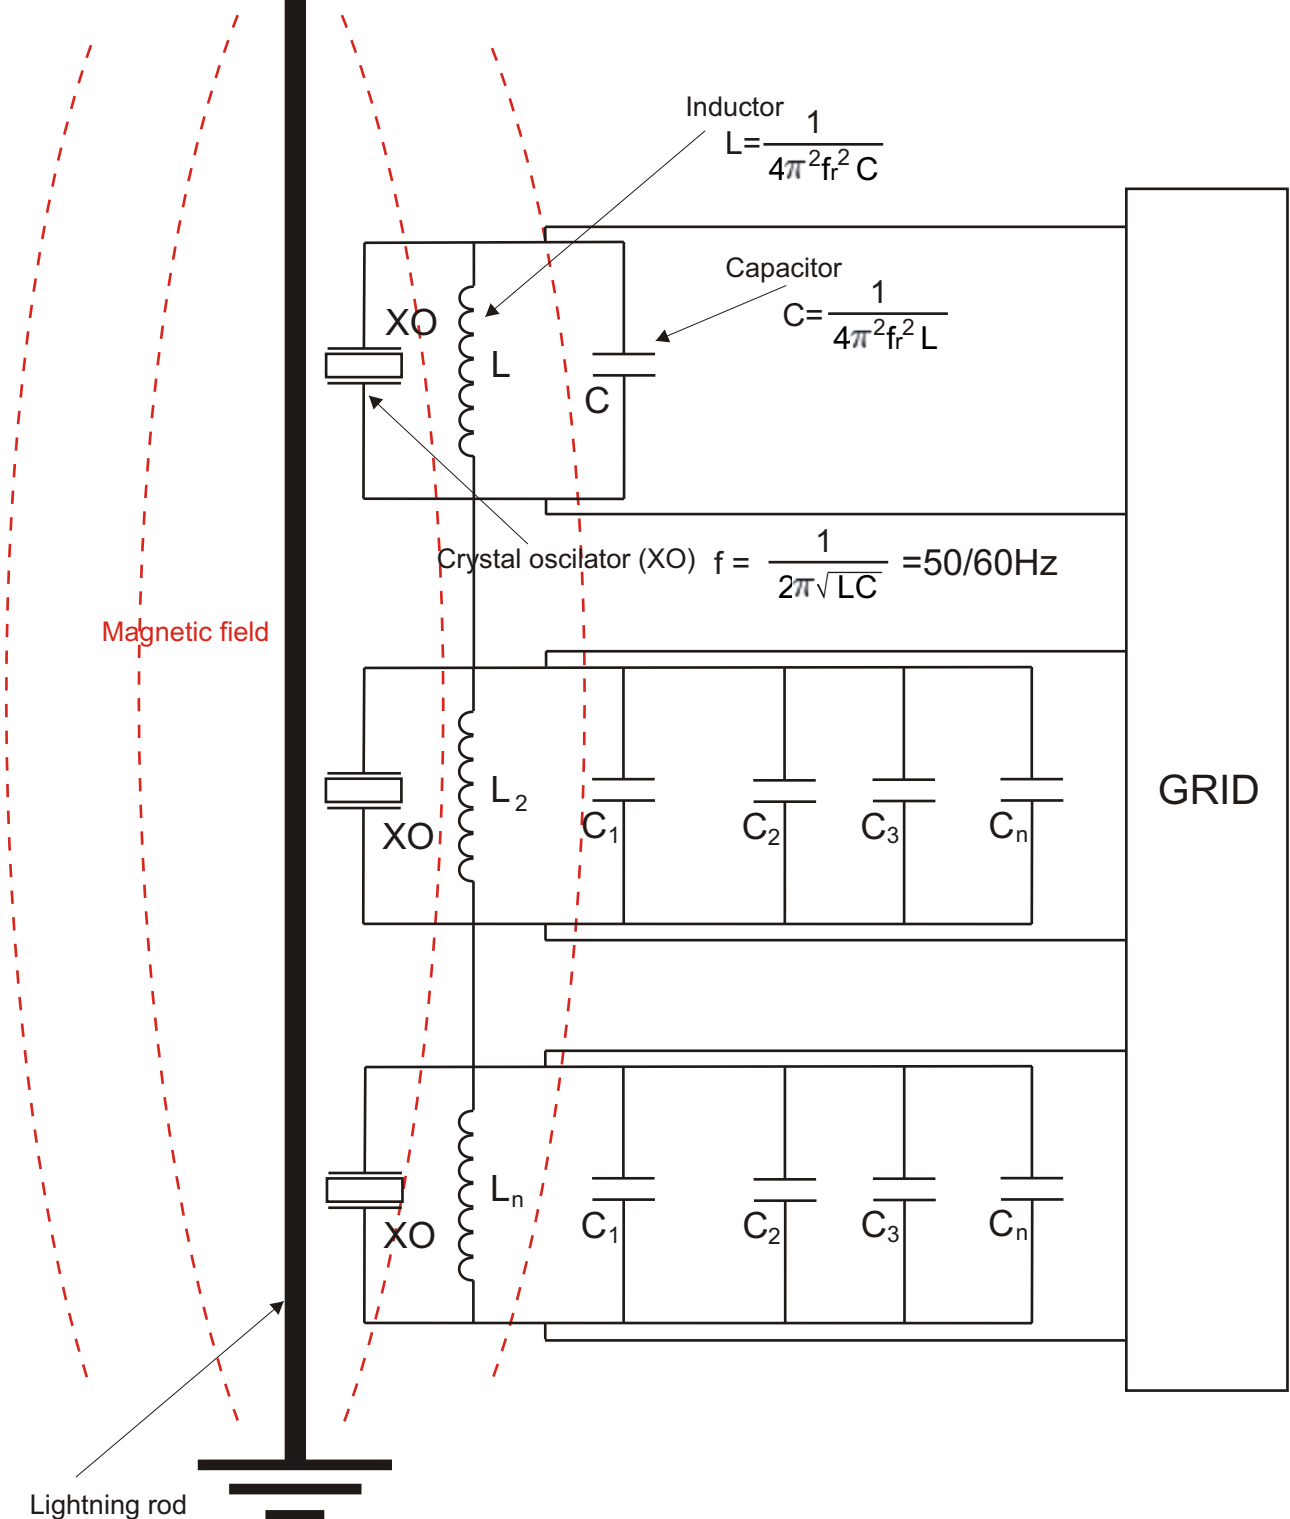 Inductor
L=1/4π²fr² C
Capacitor
C=1/4π²fr² L
XO
L
C
Crystal oscilator (XO) f = 1/2π√LC =50/60Hz
Magnetic field
L₂
XO
C₁ C₂ C₃ Cₙ
GRID
Lₙ
XO
C₁ C₂ C₃ Cₙ
Lightning rod